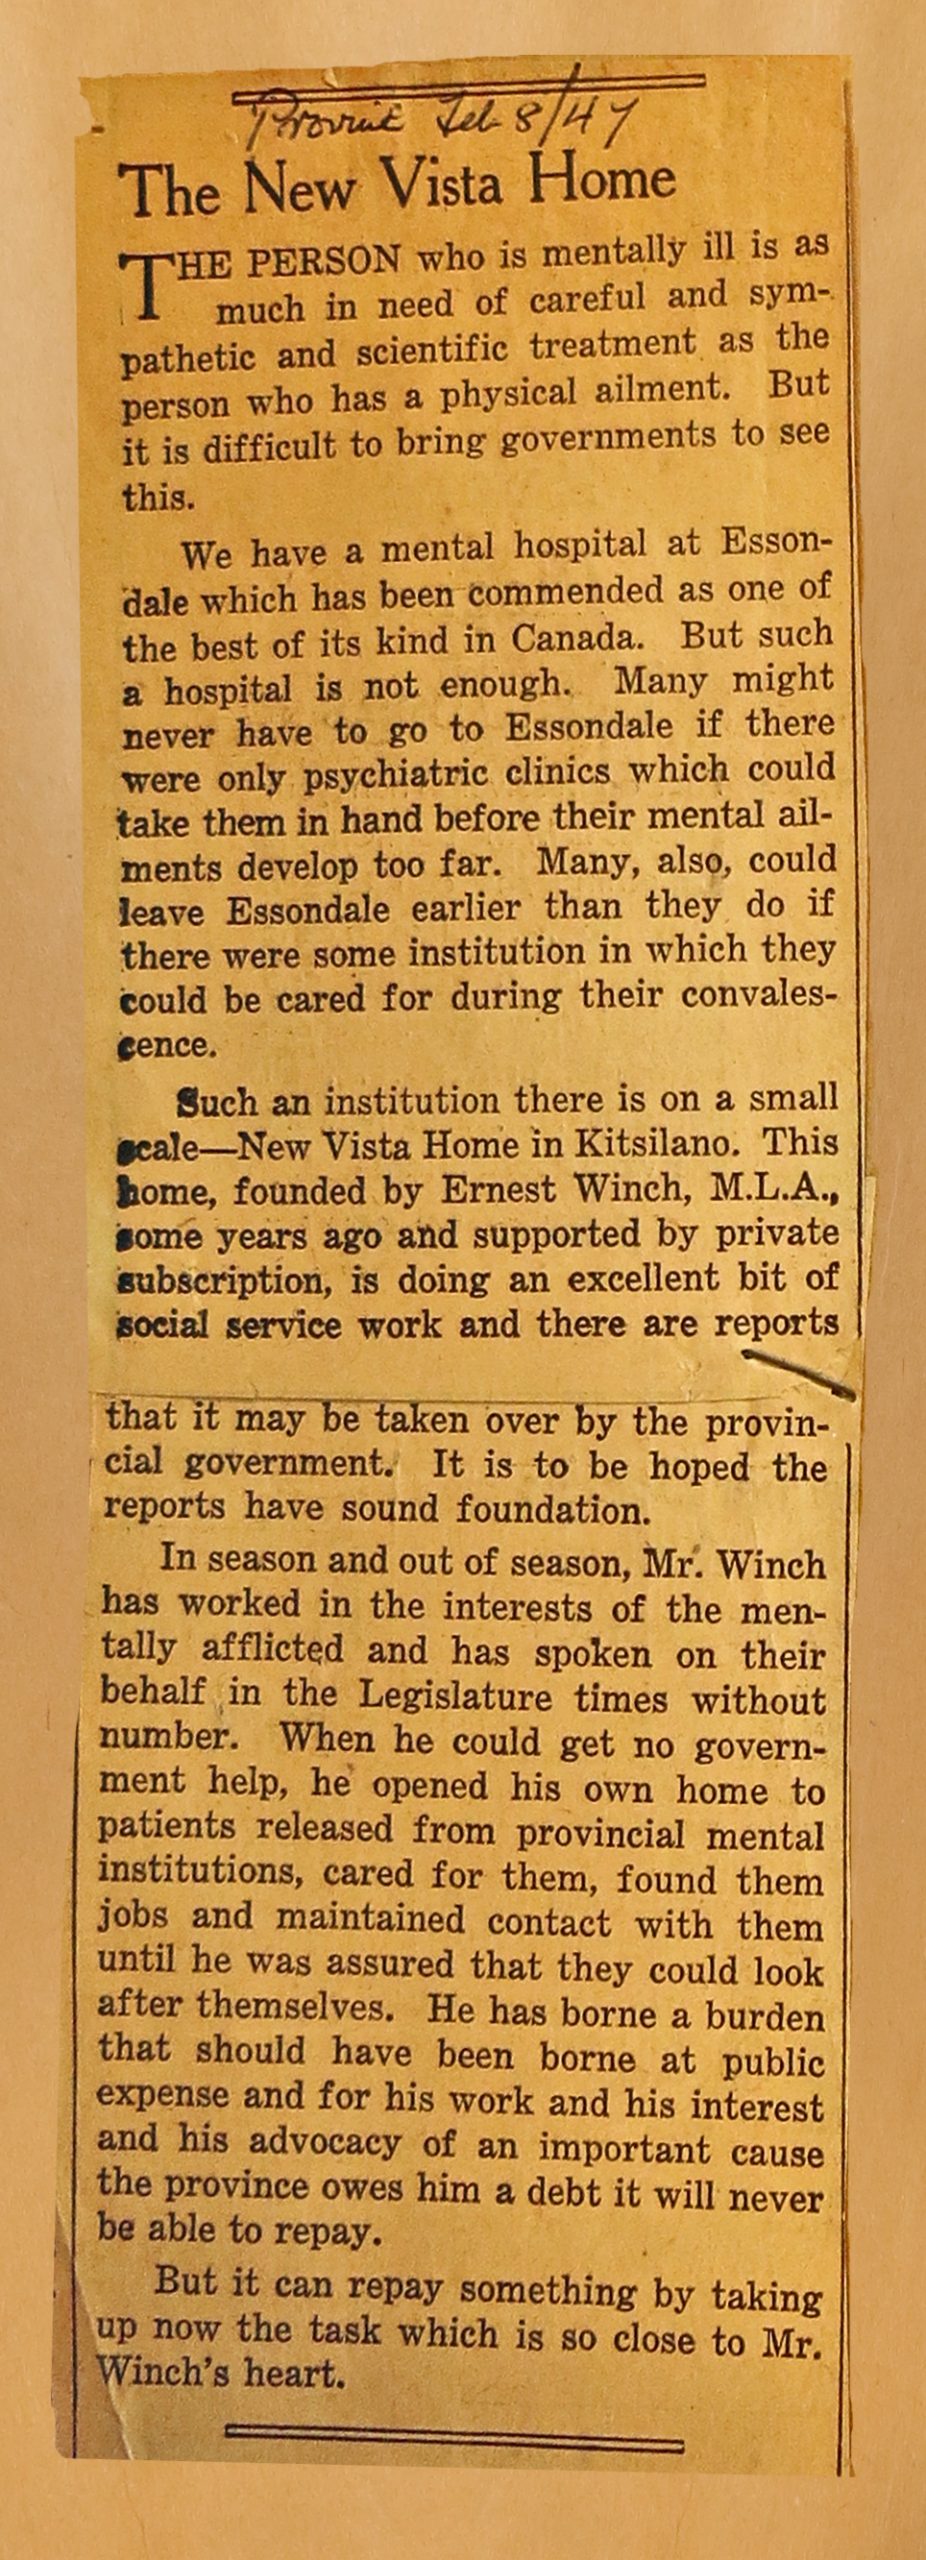 Province Feb 8/47
The New Vista Home
THE PERSON who is mentally ill is as
much in need of careful and sym-
pathetic and scientific treatment as the
person who has a physical ailment. But
it is difficult to bring governments to see
this.
We have a mental hospital at Esson-
dale which has been commended as one of
the best of its kind in Canada. But such
a hospital is not enough. Many might
never have to go to Essondale if there
were only psychiatric clinics which could
take them in hand before their mental ail-
ments develop too far. Many, also, could
leave Essondale earlier than they do if
there were some institution in which they
could be cared for during their convales-
cence.
Such an institution there is on a small
scale—New Vista Home in Kitsilano. This
home, founded by Ernest Winch, M.L.A.,
some years ago and supported by private
subscription, is doing an excellent bit of
social service work and there are reports
that it may be taken over by the provin-
cial government. It is to be hoped the
reports have sound foundation.
In season and out of season, Mr. Winch
has worked in the interests of the men-
tally afflicted and has spoken on their
behalf in the Legislature times without
number. When he could get no govern-
ment help, he opened his own home to
patients released from provincial mental
institutions, cared for them, found them
jobs and maintained contact with them
until he was assured that they could look
after themselves. He has borne a burden
that should have been borne at public
expense and for his work and his interest
and his advocacy of an important cause
the province owes him a debt it will never
be able to repay.
But it can repay something by taking
up now the task which is so close to Mr.
Winch's heart.